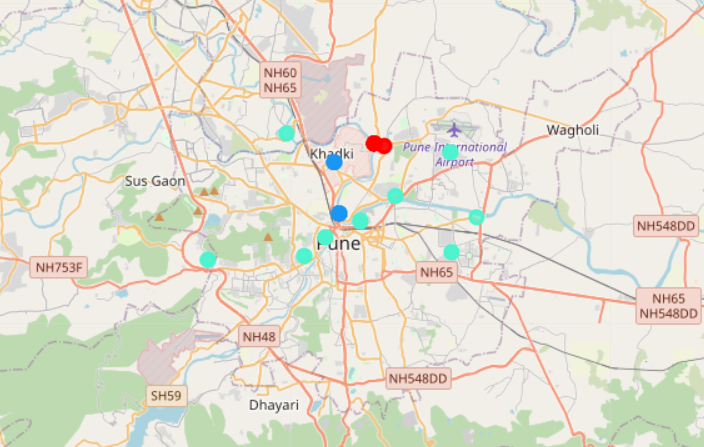 NH60
NH65
Wagholi
Khadki
Pune International
Airport
Sus Gaon
NH548DD
Pune
NH753F
NH65
NH65
NH548DD
NH48
NH548DD
SH59
Dhayari